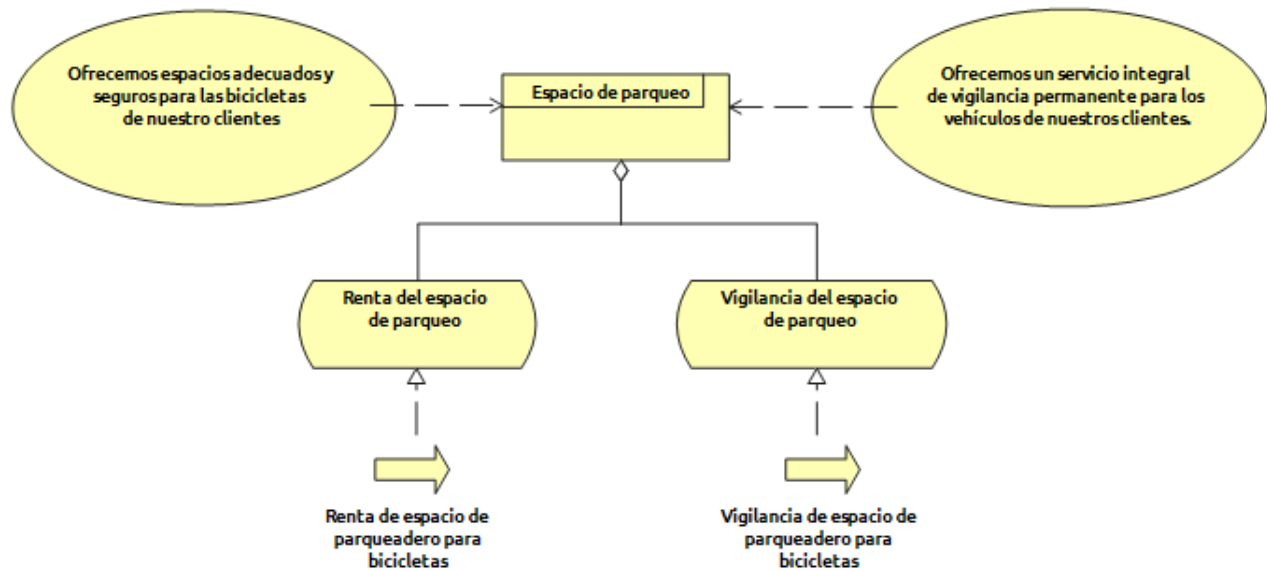 Ofrecemos espacios adecuados y
seguros para las bicicletas
de nuestro clientes
Espacio de parqueo
Ofrecemos un servicio integral
de vigilancia permanente para los
vehículos de nuestros clientes.
Renta del espacio
de parqueo
Vigilancia del espacio
de parqueo
Renta de espacio de
parqueadero para
bicicletas
Vigilancia de espacio de
parqueadero para
bicicletas